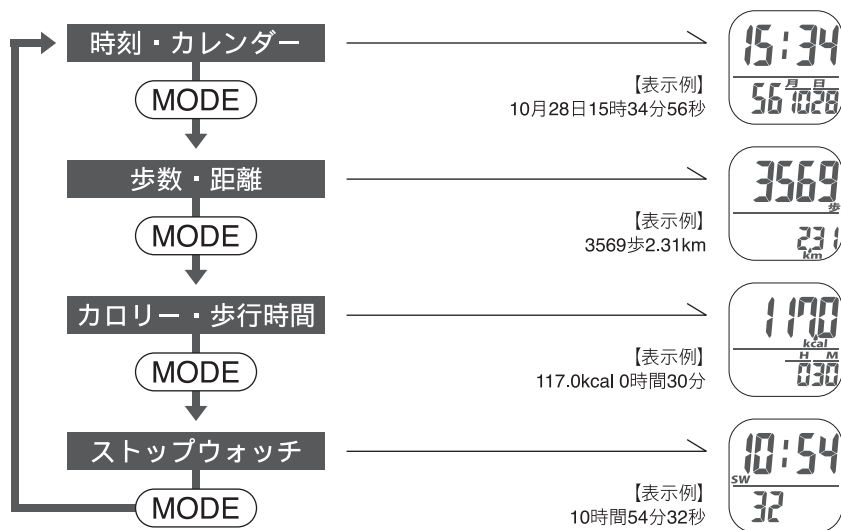 時刻・カレンダー
MODE
【表示例】
10月28日15時34分56秒
15:34
月 日
56 1028
歩数・距離
MODE
【表示例】
3569歩2.31km
3569
歩
2.31
km
カロリー・歩行時間
MODE
【表示例】
117.0kcal 0時間30分
117.0
kcal
H M
030
ストップウォッチ
MODE
【表示例】
10時間54分32秒
10:54
SW
32